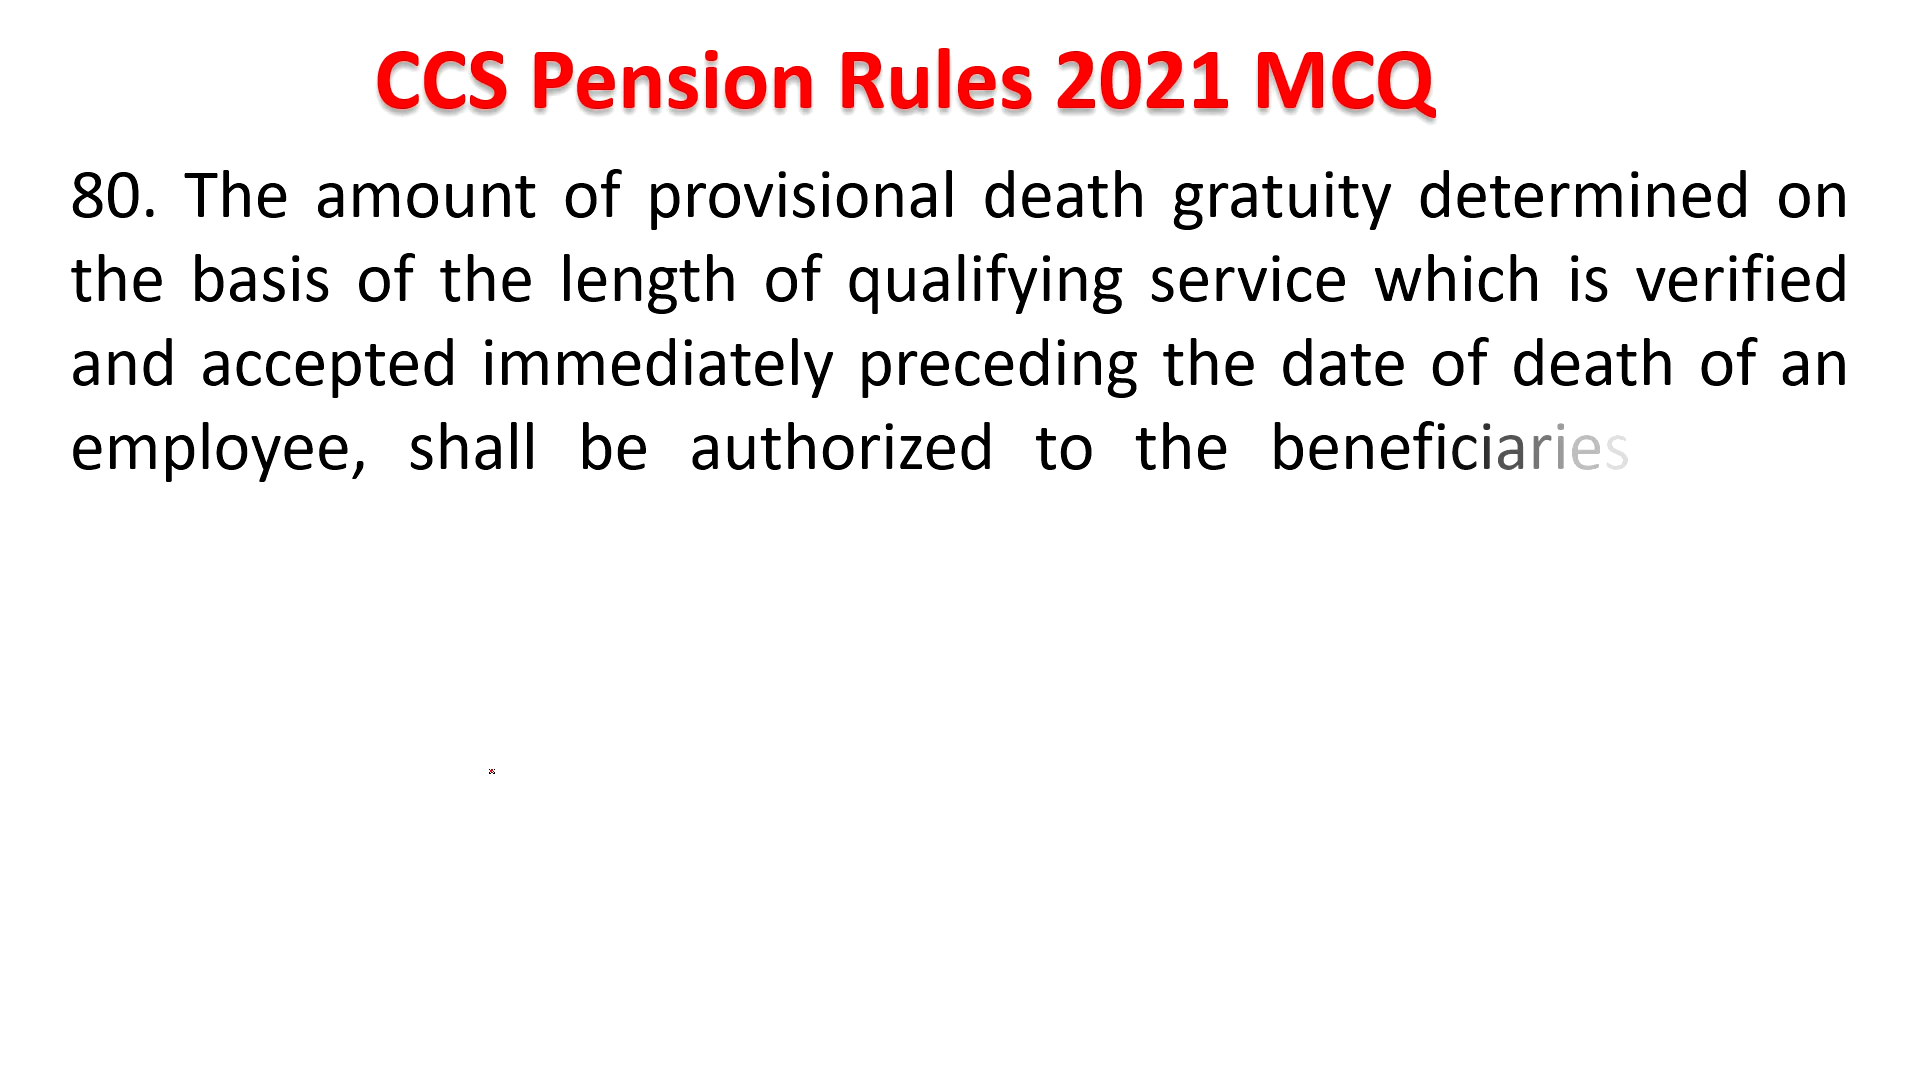 CCS Pension Rules 2021 MCQ
80. The amount of provisional death gratuity determined on
the basis of the length of qualifying service which is verified
and accepted immediately preceding the date of death of an
employee, shall be authorized to the beneficiaries